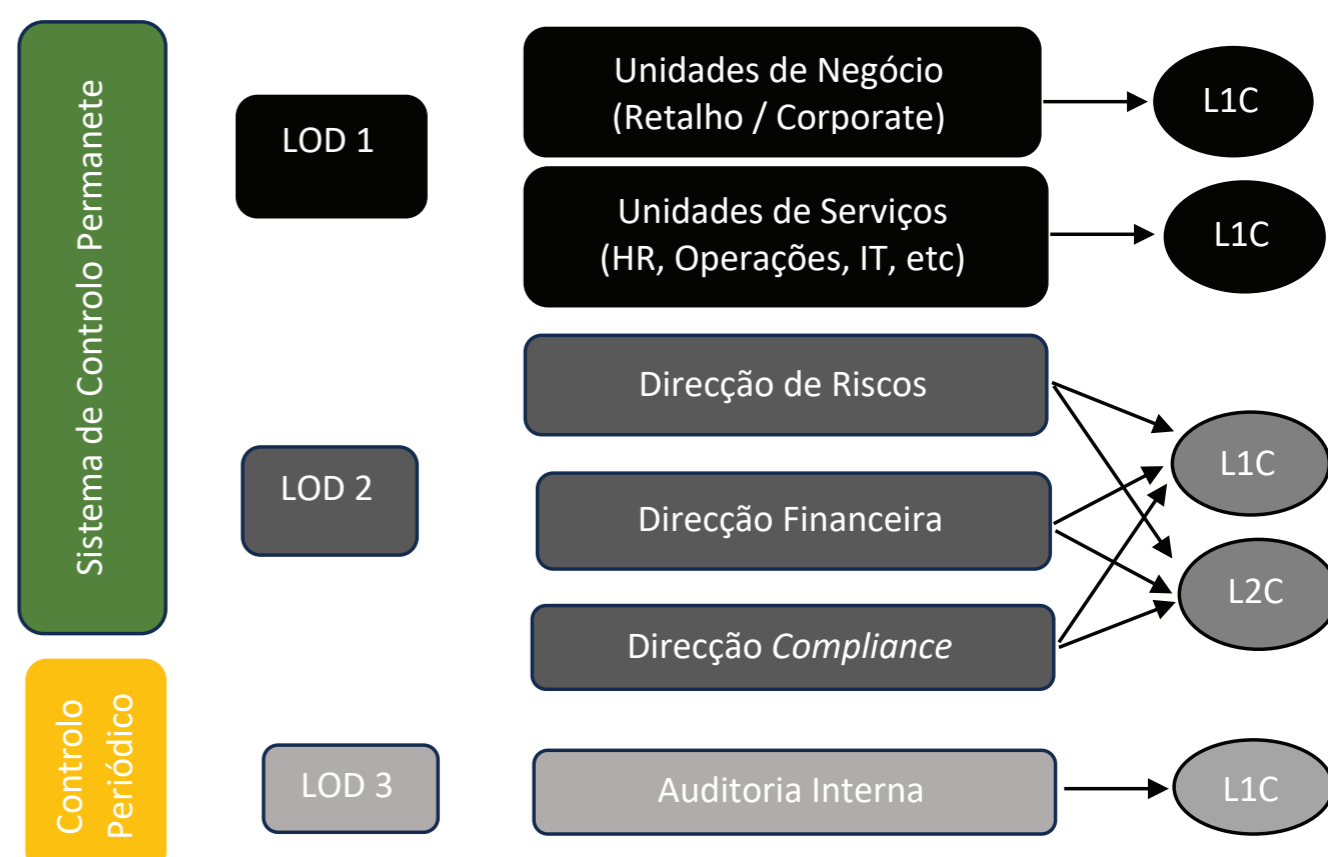 Sistema de Controlo Permanete
LOD 1
Unidades de Negócio
(Retalho / Corporate)
L1C
Unidades de Serviços
(HR, Operações, IT, etc)
L1C
LOD 2
Direcção de Riscos
Direcção Financeira
Direcção Compliance
L1C
L2C
Controlo
Periódico
LOD 3
Auditoria Interna
L1C